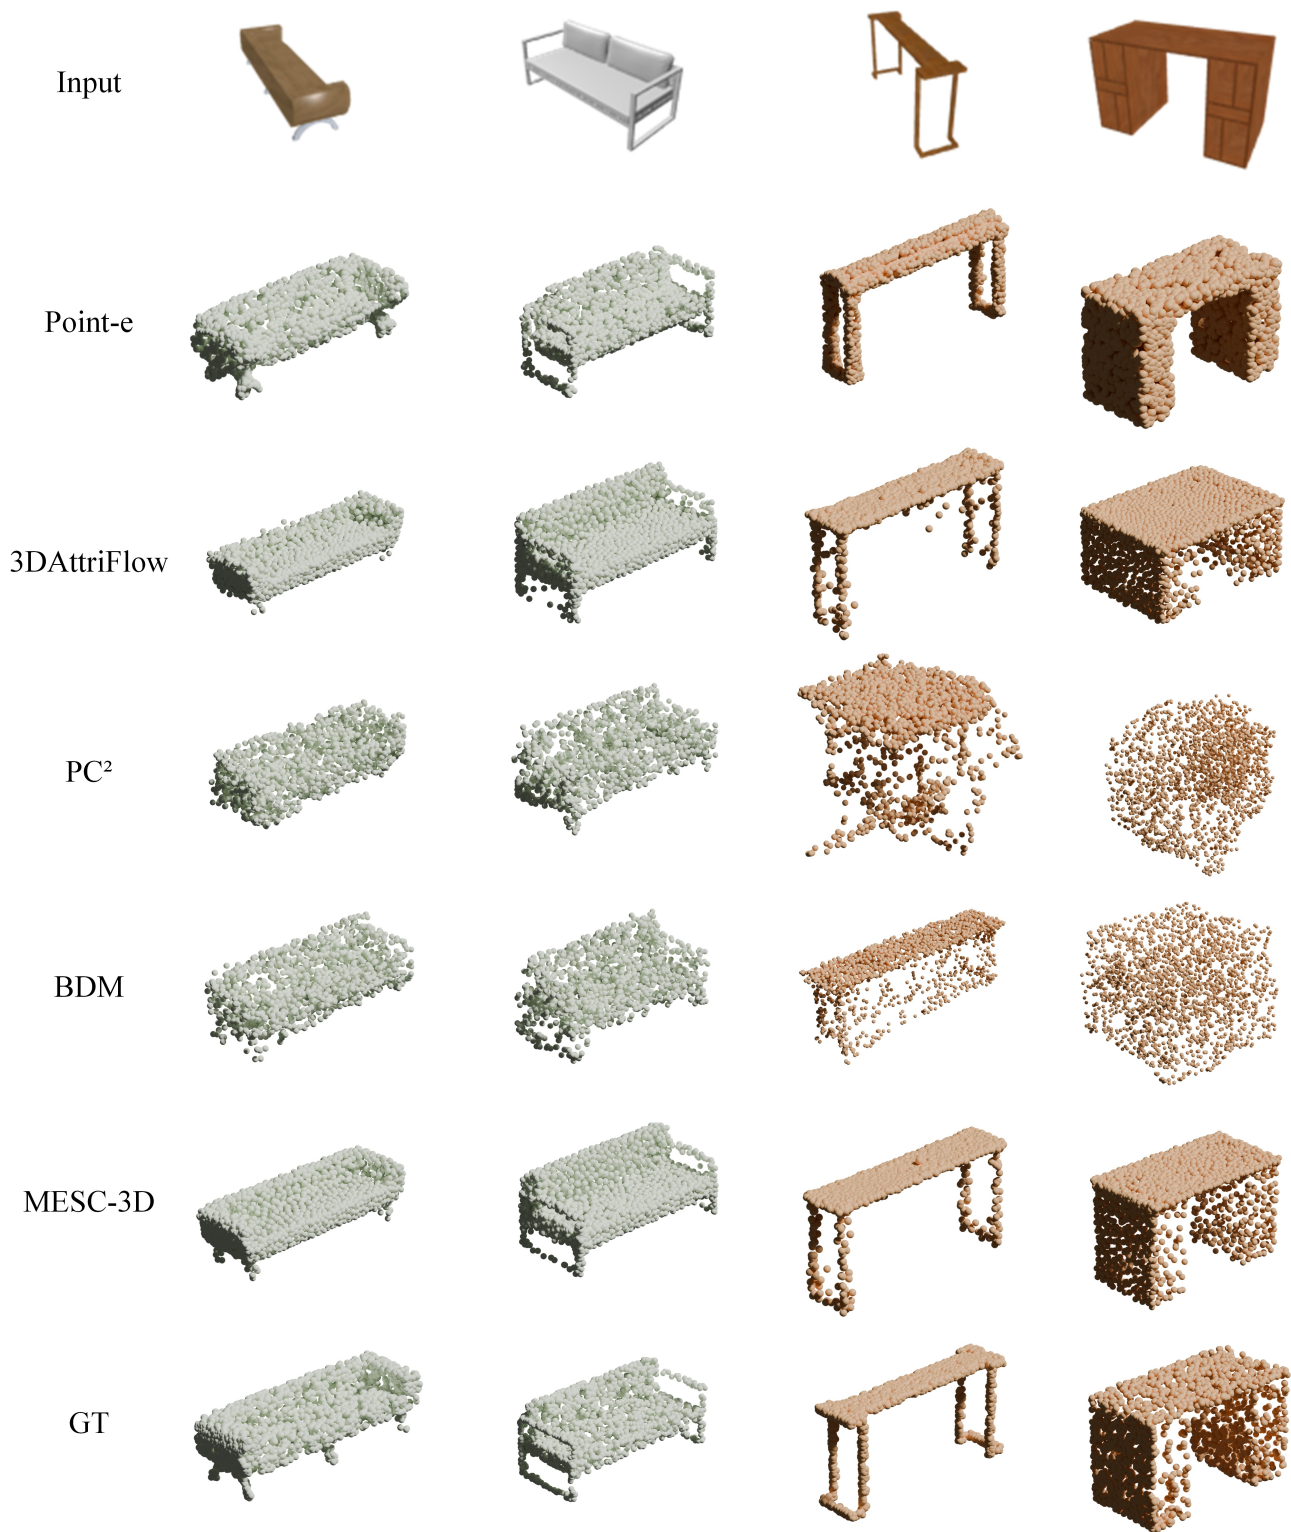 Input
Point-e
3DAttriFlow
PC²
BDM
MESC-3D
GT